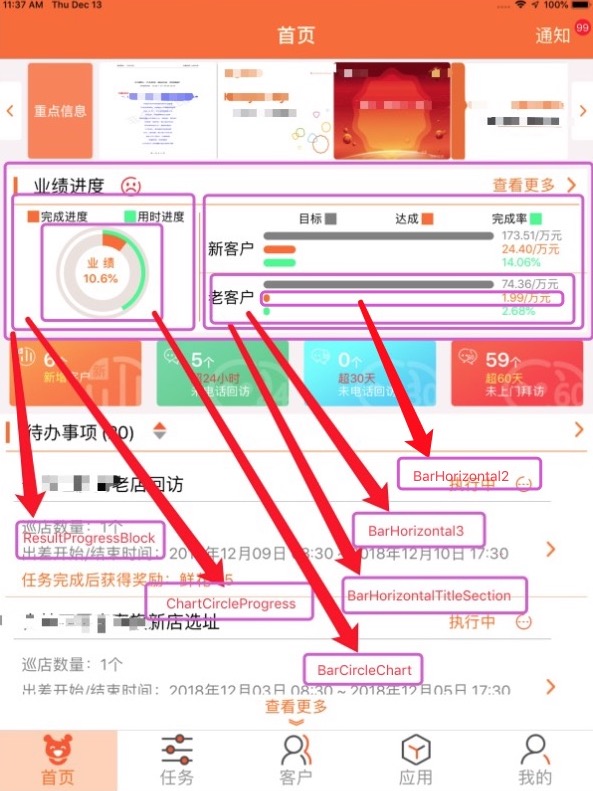 11:37 AM Thu Dec 13 100%
首页 通知 99
重点信息
业绩进度 查看更多
完成进度 用时进度
目标 达成 完成率
业绩
10.6%
新客户
173.51/万元
24.40/万元
14.06%
老客户
74.36/万元
1.99/万元
2.68%
6个
5个
超24小时
未电话回访
0个
超30天
未电话回访
59个
超60天
未上门拜访
待办事项
老店回访
BarHorizontal2
执行中
巡店数量：1个
ResultProgressBlock
BarHorizontal3
出差开始/结束时间：2018年12月09日 08:30 ~ 2018年12月10日 17:30
任务完成后获得奖励：
BarHorizontalTitleSection
ChartCircleProgress
新店选址 执行中
巡店数量：1个
BarCircleChart
出差开始/结束时间：2018年12月03日 08:30 ~ 2018年12月05日 17:30
查看更多
首页 任务 客户 应用 我的